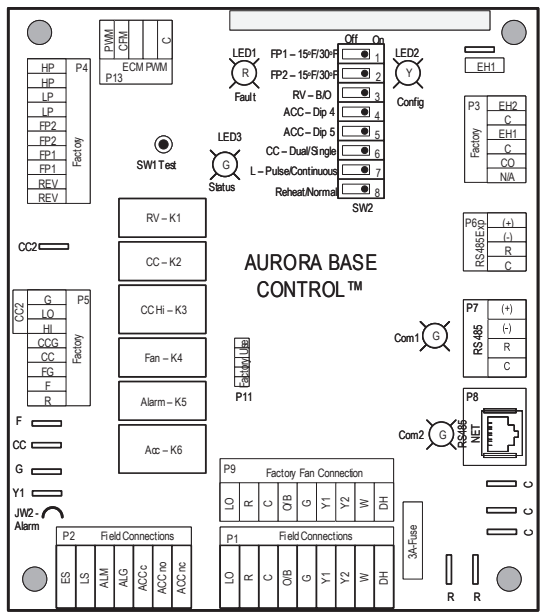 PWM
CFM
C
ECM PWM
P13
LED1
R
Fault
Off On
FP1 – 15ºF/30ºF 1
FP2 – 15ºF/30ºF 2
RV – B/O 3
ACC – Dip 4 4
ACC – Dip 5 5
CC – Dual/Single 6
L – Pulse/Continuous 7
Reheat/Normal 8
SW2
LED2
Y
Config
EH1
HP
HP
LP
LP
FP2
FP2
FP1
FP1
REV
REV
P4
Factory
SW1 Test
LED3
G
Status
P3
Factory
EH2
C
EH1
C
CO
N/A
CC2
RV – K1
CC – K2
CC Hi – K3
Fan – K4
Alarm – K5
Acc – K6
AURORA BASE
CONTROL™
P6
RS485 Exp
(+)
(-)
R
C
CC2
G
LO
HI
CCG
CC
FG
F
R
P5
Factory
Factory Use
P11
Com1
G
P7
RS 485
(+)
(-)
R
C
Com2
G
P8
RS485
NET
F
CC
G
Y1
JW2 -
Alarm
P9 Factory Fan Connection
LO
R
C
O/B
G
Y1
Y2
W
DH
P2 Field Connections
ES
LS
ALM
ALG
ACC c
ACC no
ACC nc
P1 Field Connections
LO
R
C
O/B
G
Y1
Y2
W
DH
3A-Fuse
C
C
C
R
R